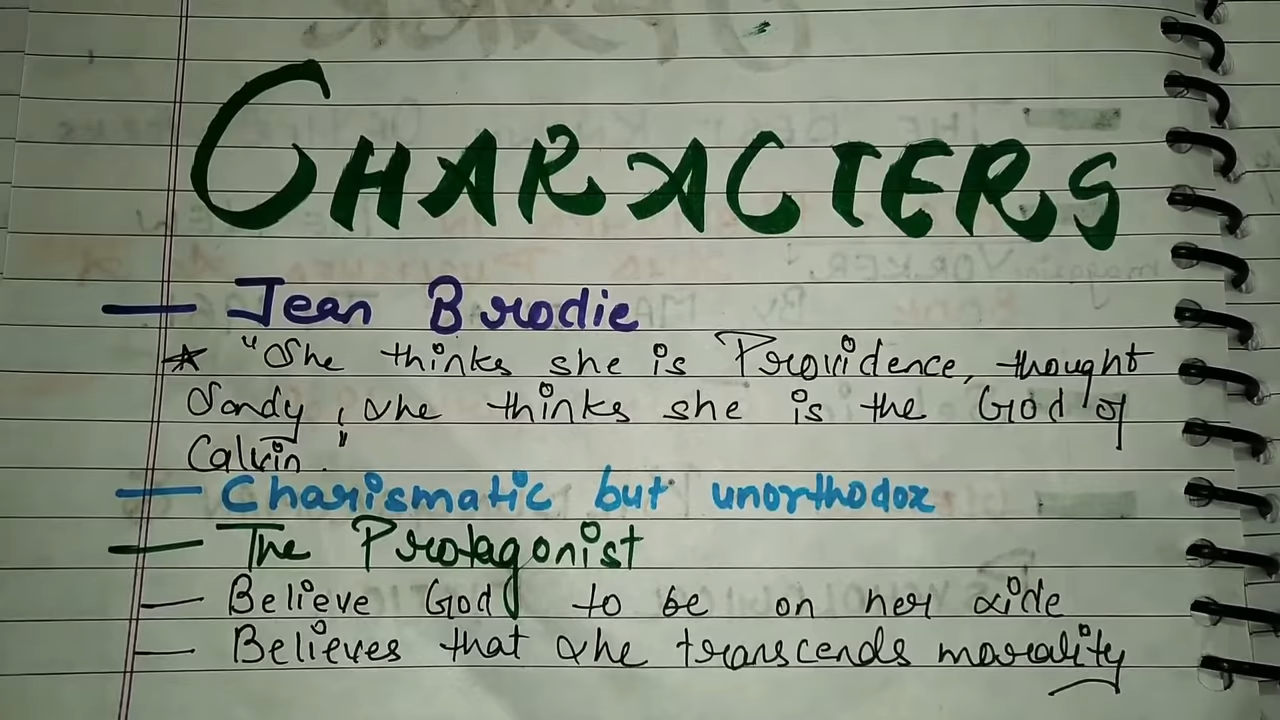 CHARACTERS
— Jean Brodie
* "She thinks she is Providence, thought
Sandy, she thinks she is the God of
Calvin."
— Charismatic but unorthodox
— The Protagonist
— Believe God to be on her side
— Believes that she transcends morality